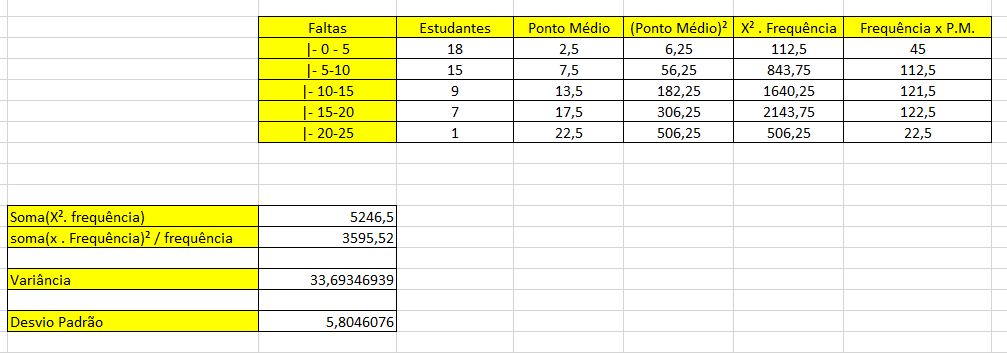 Faltas Estudantes Ponto Médio (Ponto Médio)² X² . Frequência Frequência x P.M.
|- 0 - 5 18 2,5 6,25 112,5 45
|- 5-10 15 7,5 56,25 843,75 112,5
|- 10-15 9 13,5 182,25 1640,25 121,5
|- 15-20 7 17,5 306,25 2143,75 122,5
|- 20-25 1 22,5 506,25 506,25 22,5
Soma(X². frequência) 5246,5
soma(x . Frequência)² / frequência 3595,52
Variância 33,69346939
Desvio Padrão 5,8046076